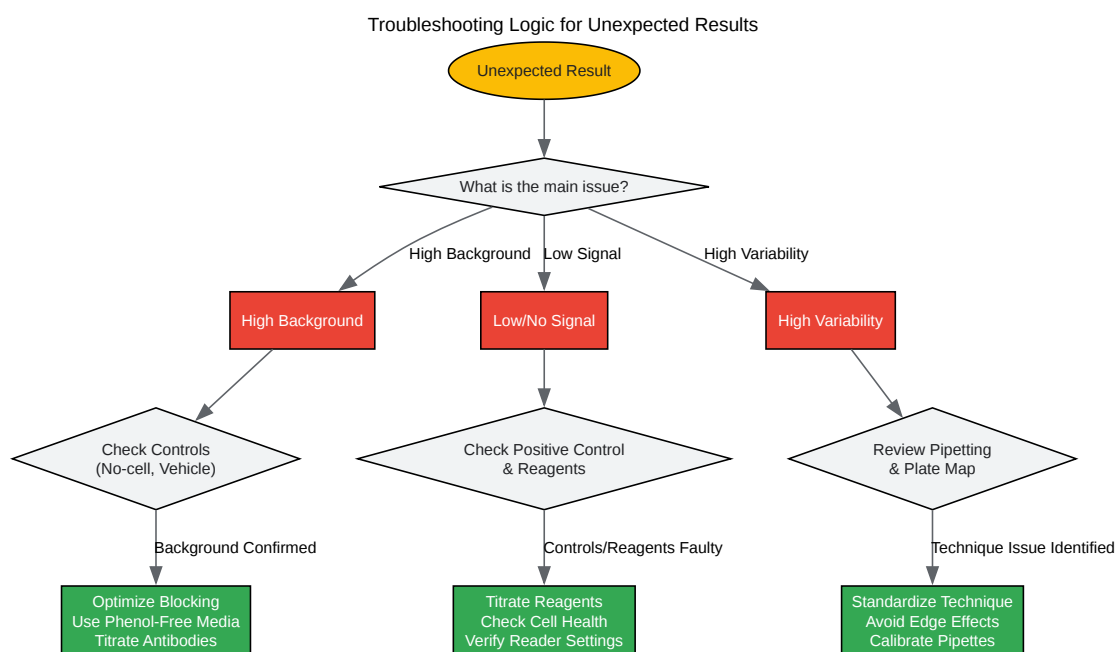 Troubleshooting Logic for Unexpected Results
Unexpected Result
What is the main issue?
High Background
Low Signal
High Variability
High Background
Low/No Signal
High Variability
Check Controls
(No-cell, Vehicle)
Check Positive Control
& Reagents
Review Pipetting
& Plate Map
Background Confirmed
Controls/Reagents Faulty
Technique Issue Identified
Optimize Blocking
Use Phenol-Free Media
Titrate Antibodies
Titrate Reagents
Check Cell Health
Verify Reader Settings
Standardize Technique
Avoid Edge Effects
Calibrate Pipettes